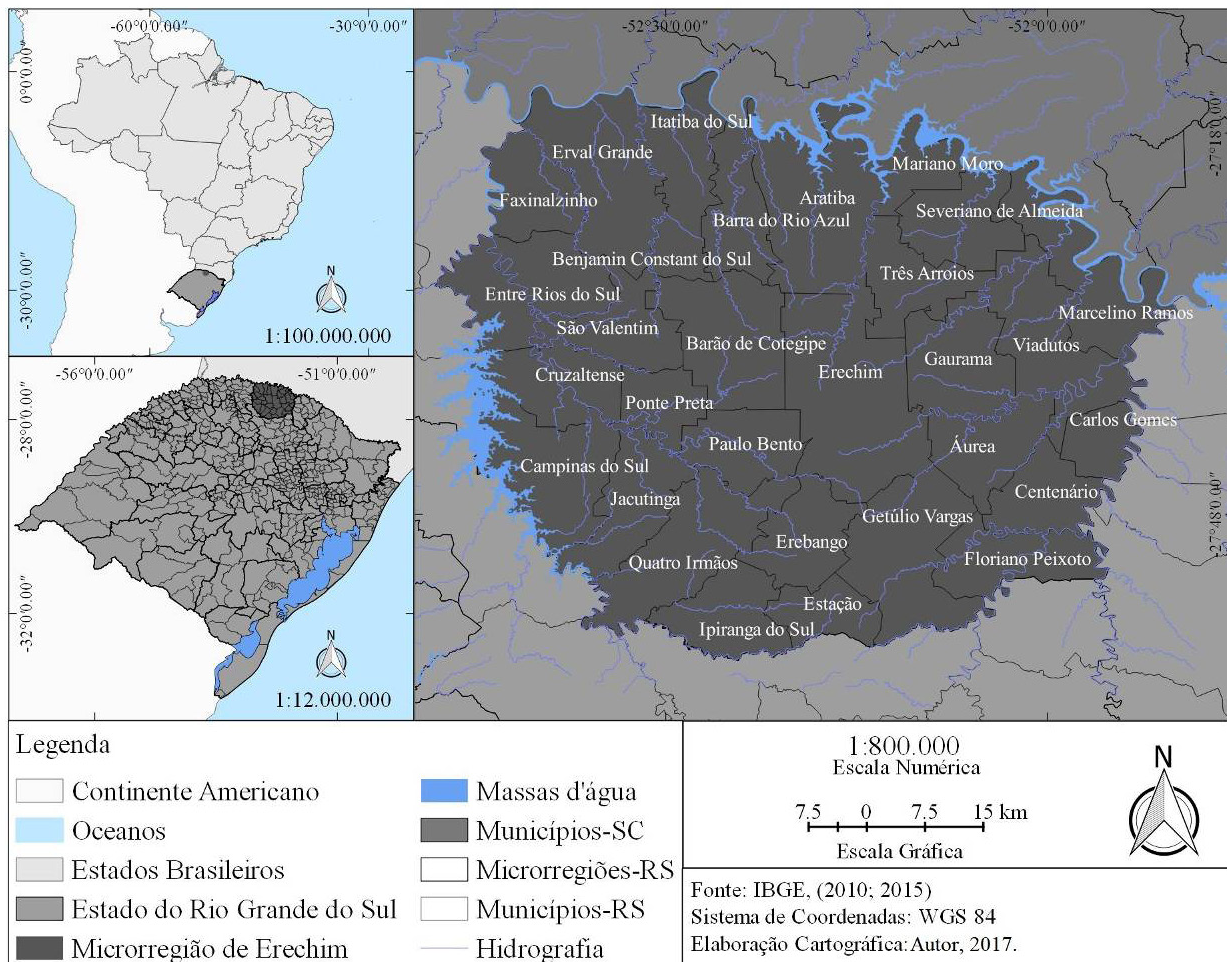 -60°0'0.00"
-30°0'0.00"
0°0'0.00"
-30°0'0.00"
N
1:100.000.000
-56°0'0.00"
-51°0'0.00"
-28°0'0.00"
-32°0'0.00"
N
1:12.000.000
-52°30'0.00"
-52°0'0.00"
-27°18'0.00"
-27°48'0.00"
Itatiba do Sul
Erval Grande
Mariano Moro
Faxinalzinho
Aratiba
Severiano de Almeida
Barra do Rio Azul
Benjamin Constant do Sul
Três Arroios
Entre Rios do Sul
Marcelino Ramos
São Valentim
Barão de Cotegipe
Viadutos
Gaurama
Erechim
Cruzaltense
Ponte Preta
Carlos Gomes
Paulo Bento
Áurea
Campinas do Sul
Jacutinga
Centenário
Getúlio Vargas
Erebango
Quatro Irmãos
Floriano Peixoto
Estação
Ipiranga do Sul
Legenda
Continente Americano
Oceanos
Estados Brasileiros
Estado do Rio Grande do Sul
Microrregião de Erechim
Massas d'água
Municípios-SC
Microrregiões-RS
Municípios-RS
Hidrografia
1:800.000
Escala Numérica
7.5 0 7.5 15 km
Escala Gráfica
N
Fonte: IBGE, (2010; 2015)
Sistema de Coordenadas: WGS 84
Elaboração Cartográfica: Autor, 2017.